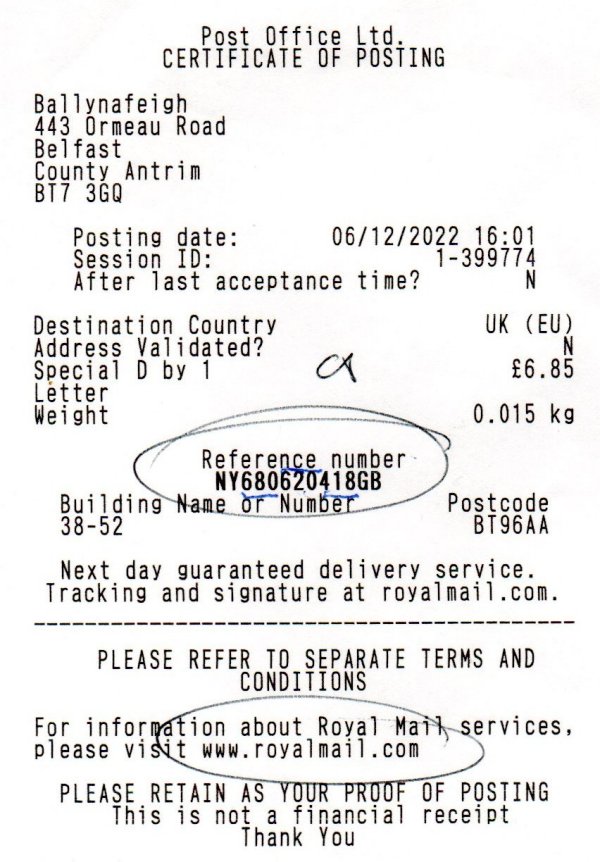 Post Office Ltd.
CERTIFICATE OF POSTING
Ballynafeigh
443 Ormeau Road
Belfast
County Antrim
BT7 3GQ
Posting date: 06/12/2022 16:01
Session ID: 1-399774
After last acceptance time? N
Destination Country UK (EU)
Address Validated? N
Special D by 1 £6.85
Letter
Weight 0.015 kg
Reference number
NY680620418GB
Building Name or Number Postcode
38-52 BT96AA
Next day guaranteed delivery service.
Tracking and signature at royalmail.com.
PLEASE REFER TO SEPARATE TERMS AND
CONDITIONS
For information about Royal Mail services,
please visit www.royalmail.com
PLEASE RETAIN AS YOUR PROOF OF POSTING
This is not a financial receipt
Thank You